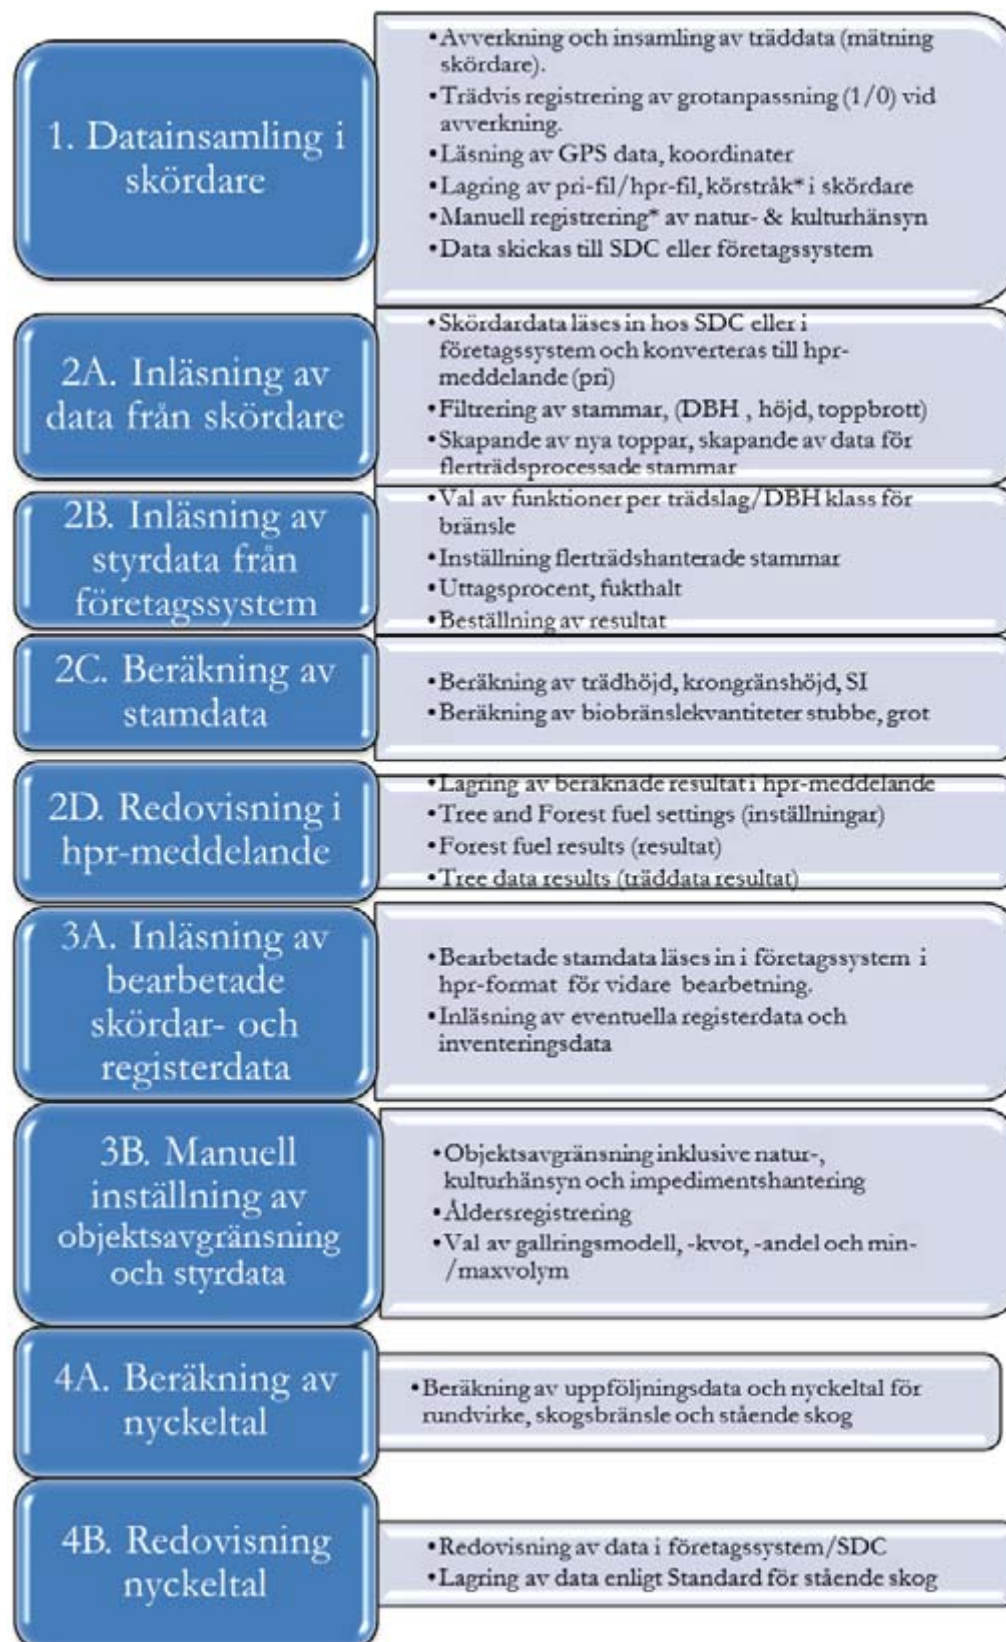 1. Datainsamling i
skördare
•Avverkning och insamling av träddata (mätning
skördare).
•Trädvis registrering av grotanpassning (1/0) vid
avverkning.
•Läsning av GPS data, koordinater
•Lagring av pri-fil/hpr-fil, körstråk* i skördare
•Manuell registrering* av natur- & kulturhänsyn
•Data skickas till SDC eller företagssystem
2A. Inläsning av
data från skördare
•Skördardata läses in hos SDC eller i
företagssystem och konverteras till hpr-
meddelande (pri)
•Filtrering av stammar, (DBH , höjd, toppbrott)
•Skapande av nya toppar, skapande av data för
flerträdsprocessade stammar
2B. Inläsning av
styrdata från
företagssystem
•Val av funktioner per trädslag/DBH klass för
bränsle
•Inställning flerträdshanterade stammar
•Uttagsprocent, fukthalt
•Beställning av resultat
2C. Beräkning av
stamdata
•Beräkning av trädhöjd, krongränshöjd, SI
•Beräkning av biobränslekvantiteter stubbe, grot
2D. Redovisning i
hpr-meddelande
•Lagring av beräknade resultat i hpr-meddelande
•Tree and Forest fuel settings (inställningar)
•Forest fuel results (resultat)
•Tree data results (träddata resultat)
3A. Inläsning av
bearbetade
skördar- och
registerdata
•Bearbetade stamdata läses in i företagssystem i
hpr-format för vidare bearbetning.
•Inläsning av eventuella registerdata och
inventeringsdata
3B. Manuell
inställning av
objektsavgränsning
och styrdata
•Objektsavgränsning inklusive natur-,
kulturhänsyn och impedimentshantering
•Åldersregistrering
•Val av gallringsmodell, -kvot, -andel och min-
/maxvolym
4A. Beräkning av
nyckeltal
•Beräkning av uppföljningsdata och nyckeltal för
rundvirke, skogsbränsle och stående skog
4B. Redovisning
nyckeltal
•Redovisning av data i företagssystem/SDC
•Lagring av data enligt Standard för stående skog